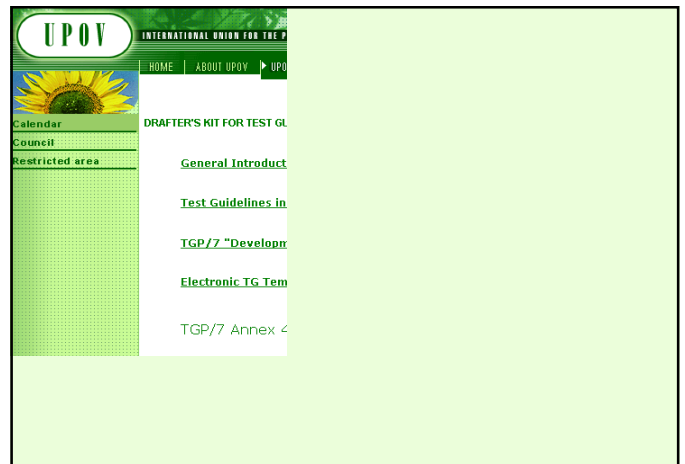 UPOV
INTERNATIONAL UNION FOR THE P
HOME ABOUT UPOV UPO
Calendar
Council
Restricted area
DRAFTER'S KIT FOR TEST GU
General Introduct
Test Guidelines in
TGP/7 "Developm
Electronic TG Tem
TGP/7 Annex 4